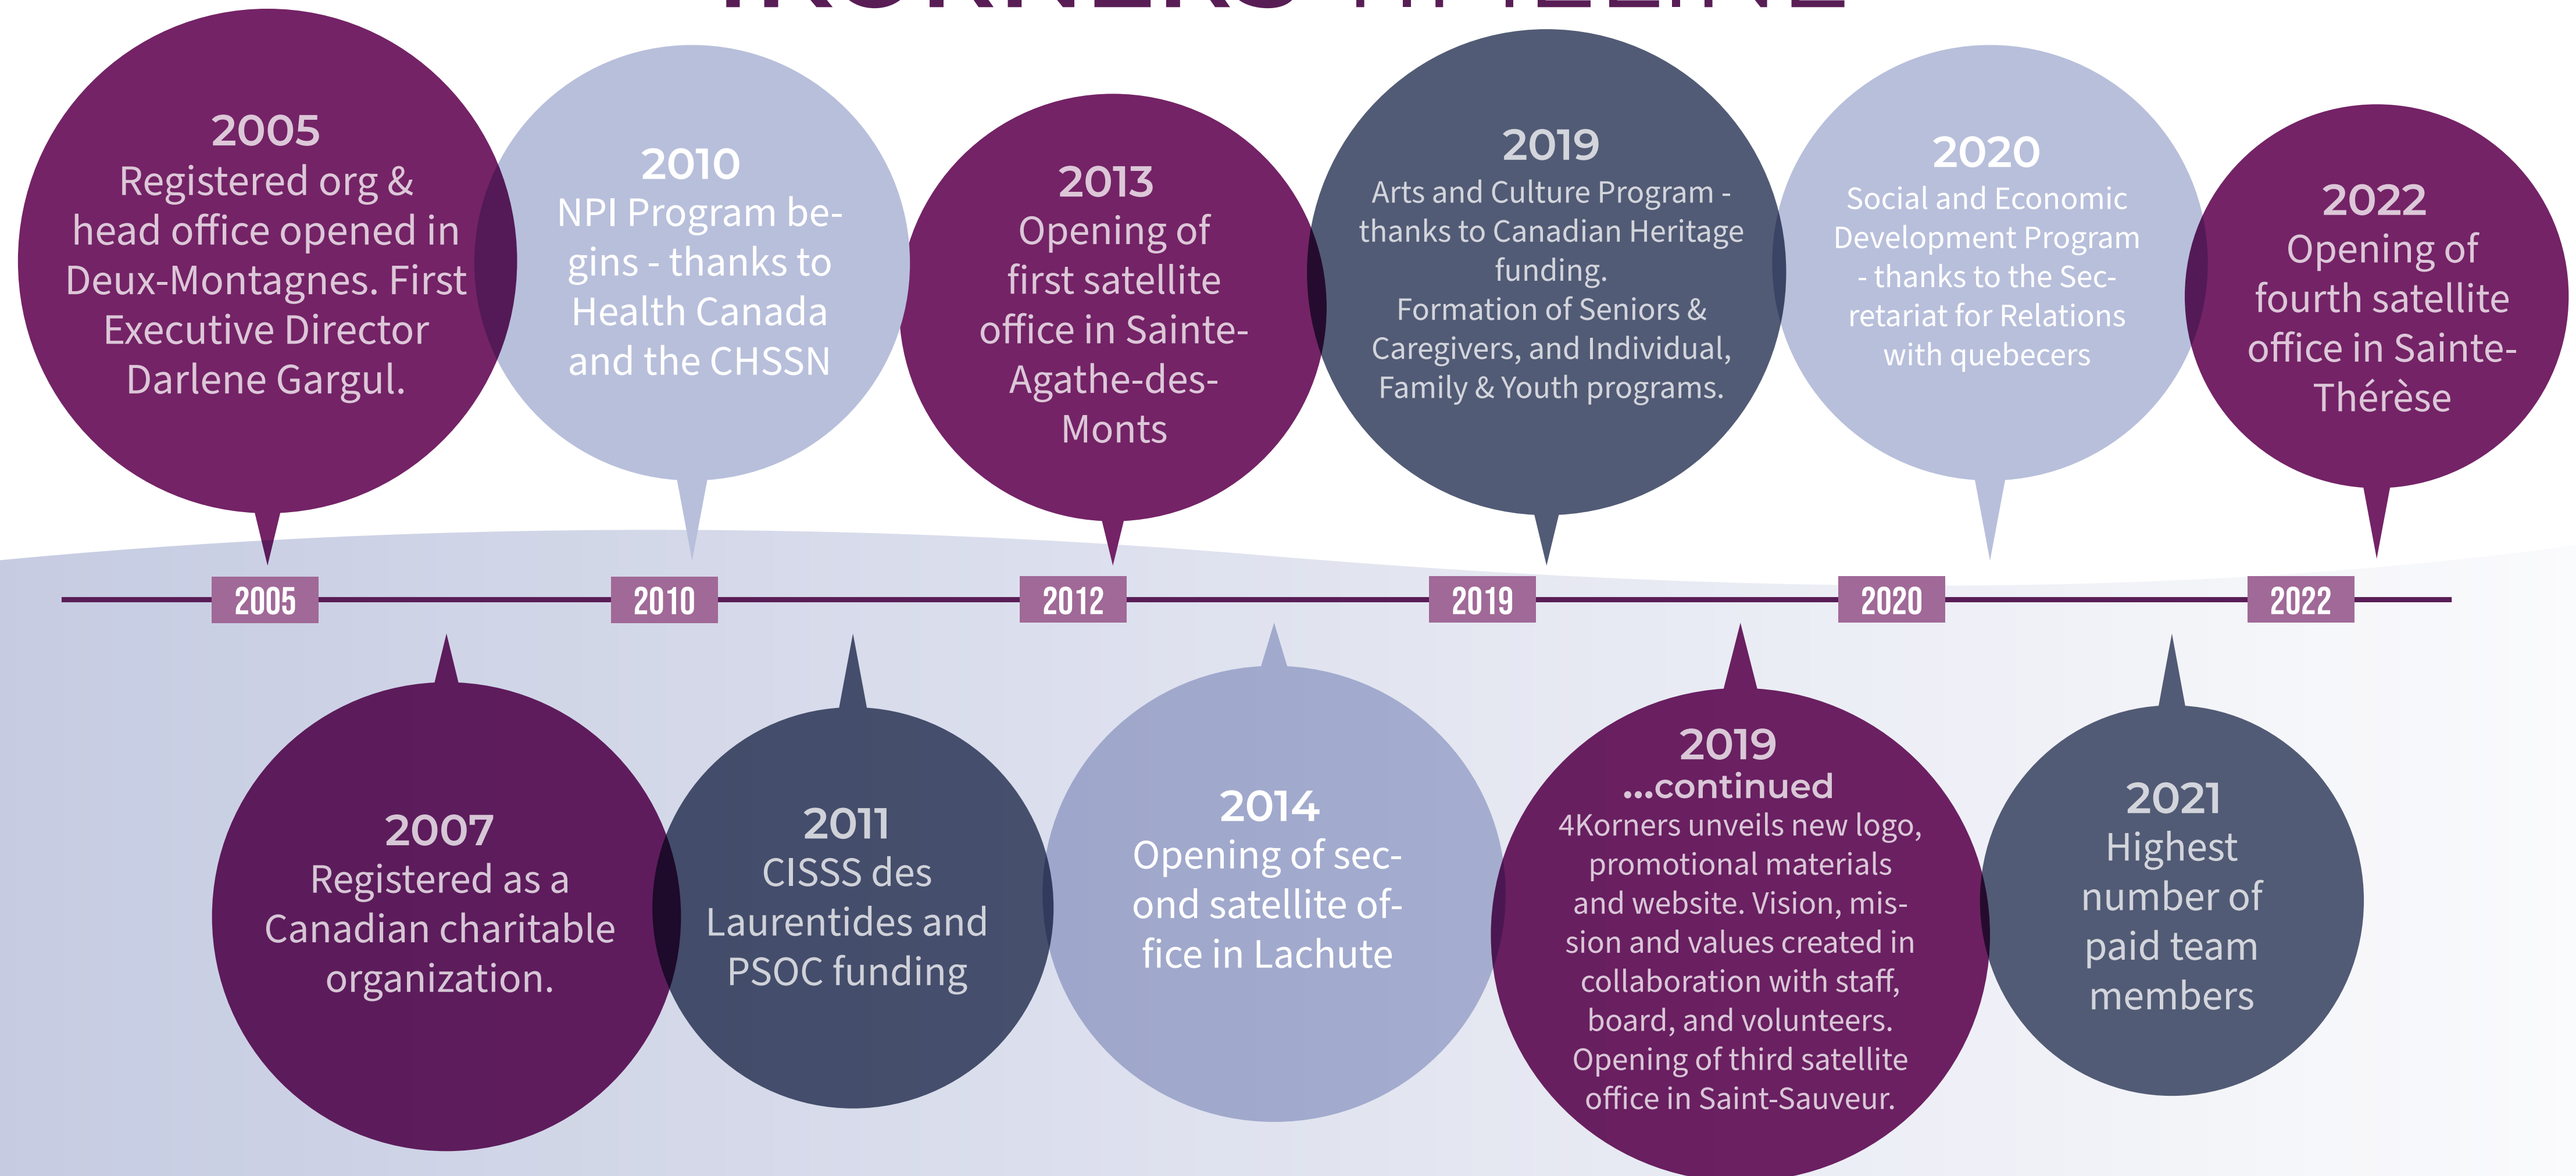 4KORNERS TIMELINE
2005
Registered org &
head office opened in
Deux-Montagnes. First
Executive Director
Darlene Gargul.
2010
NPI Program be-
gins - thanks to
Health Canada
and the CHSSN
2013
Opening of
first satellite
office in Sainte-
Agathe-des-
Monts
2019
Arts and Culture Program -
thanks to Canadian Heritage
funding.
Formation of Seniors &
Caregivers, and Individual,
Family & Youth programs.
2020
Social and Economic
Development Program
- thanks to the Sec-
retariat for Relations
with quebecers
2022
Opening of
fourth satellite
office in Sainte-
Thérèse
2005
2010
2012
2019
2020
2022
2007
Registered as a
Canadian charitable
organization.
2011
CISSS des
Laurentides and
PSOC funding
2014
Opening of sec-
ond satellite of-
fice in Lachute
2019
...continued
4Korners unveils new logo,
promotional materials
and website. Vision, mis-
sion and values created in
collaboration with staff,
board, and volunteers.
Opening of third satellite
office in Saint-Sauveur.
2021
Highest
number of
paid team
members